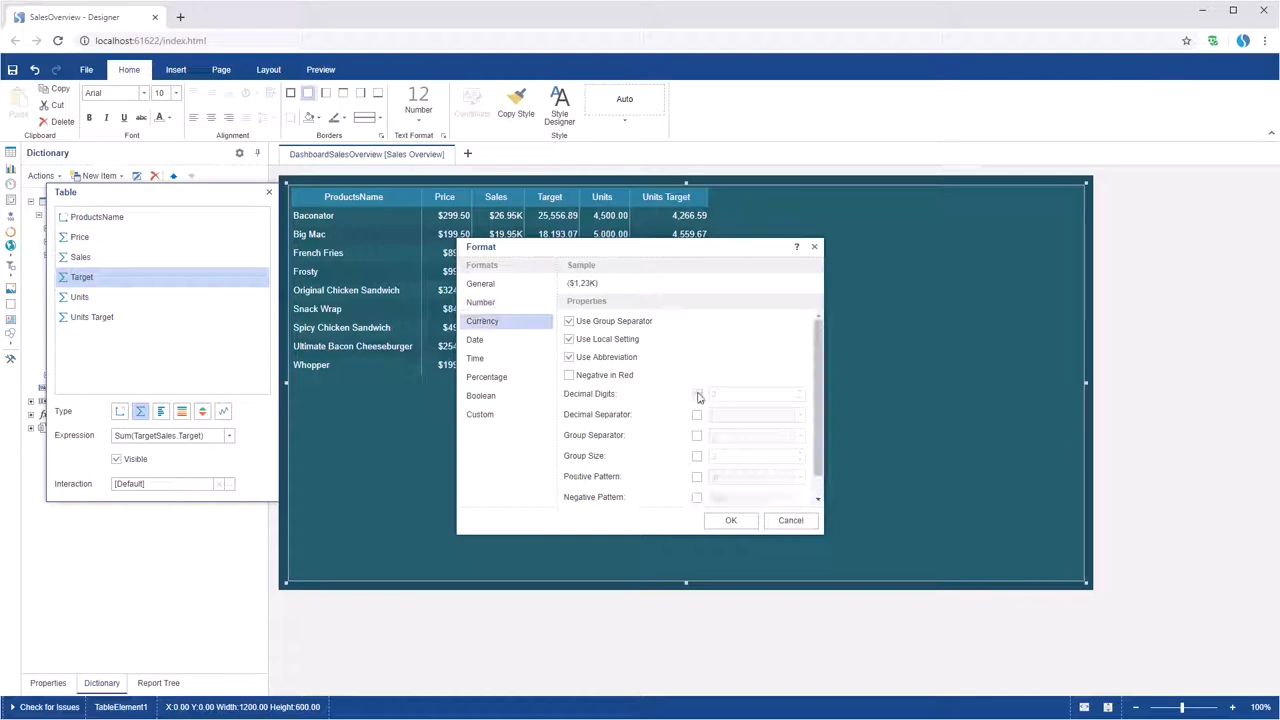 SalesOverview - Designer
localhost:61622/index.html
File Home Insert Page Layout Preview
Paste Copy Cut Delete Clipboard
Arial 10
B I U A
Font
Alignment
Borders
12
Number
Text Format
Conditions Copy Style Style Designer
Auto
Style
Dictionary
Actions New Item
DashboardSalesOverview [Sales Overview]
Table
ProductsName
Price
Sales
Target
Units
Units Target
Type
Expression Sum(TargetSales.Target)
Visible
Interaction [Default]
ProductsName Price Sales Target Units Units Target
Baconator $299.50 $26.95K 25,556.89 4,500.00 4,266.59
Big Mac $199.50 $19.95K 18,193.07 5,000.00 4,559.67
French Fries
Frosty
Original Chicken Sandwich
Snack Wrap
Spicy Chicken Sandwich
Ultimate Bacon Cheeseburger
Whopper
Format ?
Formats
General
Number
Currency
Date
Time
Percentage
Boolean
Custom
Sample
($1,23K)
Properties
Use Group Separator
Use Local Setting
Use Abbreviation
Negative in Red
Decimal Digits: 2
Decimal Separator:
Group Separator:
Group Size: 3
Positive Pattern:
Negative Pattern:
OK Cancel
Properties Dictionary Report Tree
Check for Issues TableElement1 X:0.00 Y:0.00 Width:1200.00 Height:600.00 100%